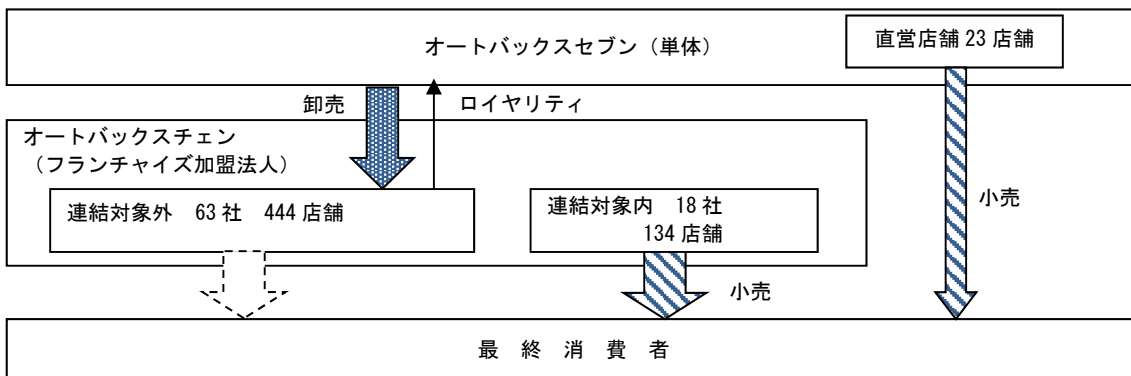 オートバックスセブン（単体）
直営店舗 23 店舗
卸売
ロイヤリティ
オートバックスチェン
（フランチャイズ加盟法人）
連結対象外　63 社　444 店舗
連結対象内　18 社
134 店舗
小売
小売
最　終　消　費　者